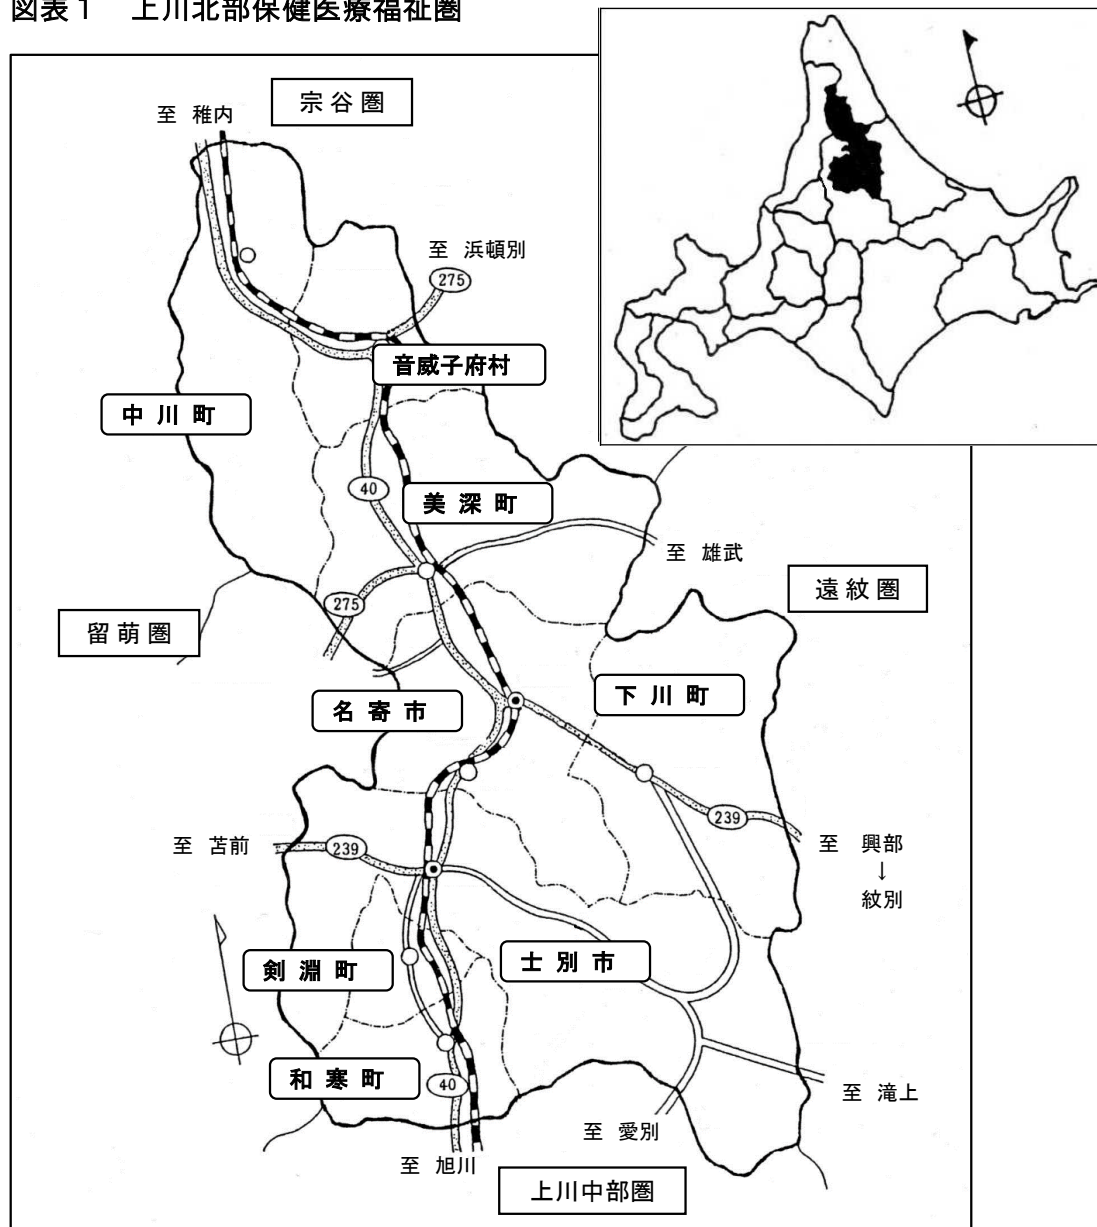 図表１　上川北部保健医療福祉圏
宗谷圏
至 稚内
至 浜頓別
275
音威子府村
中川町
40
美深町
至 雄武
遠紋圏
275
留萌圏
下川町
名寄市
239
至 苫前
239
至 興部
↓
紋別
士別市
剣淵町
和寒町
40
至 滝上
至 愛別
至 旭川
上川中部圏